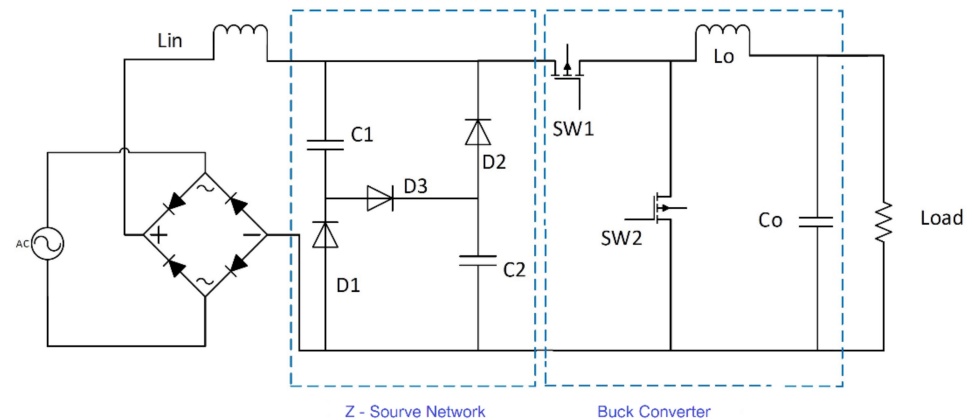 Lin
Lo
C1
SW1
D2
D3
AC
+
−
SW2
Co
Load
D1
C2
Z - Sourve Network
Buck Converter